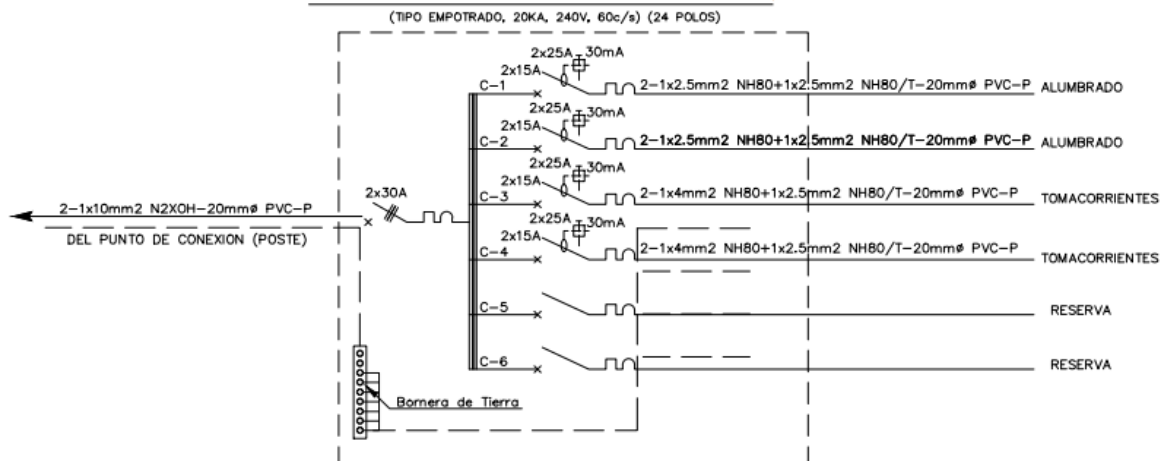 (TIPO EMPOTRADO, 20KA, 240V, 60c/s) (24 POLOS)
2x25A 30mA
2x15A
C-1 2-1x2.5mm2 NH80+1x2.5mm2 NH80/T-20mmø PVC-P ALUMBRADO
2x25A 30mA
2x15A
C-2 2-1x2.5mm2 NH80+1x2.5mm2 NH80/T-20mmø PVC-P ALUMBRADO
2x25A 30mA
2x15A
C-3 2-1x4mm2 NH80+1x2.5mm2 NH80/T-20mmø PVC-P TOMACORRIENTES
2x30A
2-1x10mm2 N2XOH-20mmø PVC-P
DEL PUNTO DE CONEXION (POSTE)
2x25A 30mA
2x15A
C-4 2-1x4mm2 NH80+1x2.5mm2 NH80/T-20mmø PVC-P TOMACORRIENTES
C-5 RESERVA
C-6 RESERVA
Bornera de Tierra